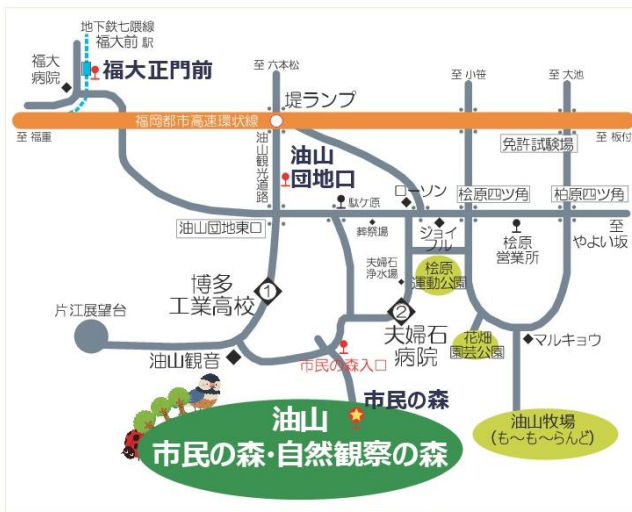 地下鉄七隈線
福大前 駅
福大
病院
福大正門前
至 六本松
至 小笹
至 大池
堤ランプ
福岡都市高速環状線
至 福重
至 板付
免許試験場
油山観光道路
油山
団地口
駄ケ原
ローソン
桧原四ツ角
柏原四ツ角
油山団地東口
葬祭場
ジョイ
フル
桧原
営業所
至
やよい坂
夫婦石
浄水場
桧原
運動公園
博多
工業高校
1
片江展望台
2
夫婦石
病院
花畑
園芸公園
マルキョウ
油山観音
市民の森入口
市民の森
油山
市民の森・自然観察の森
油山牧場
(も～も～らんど)